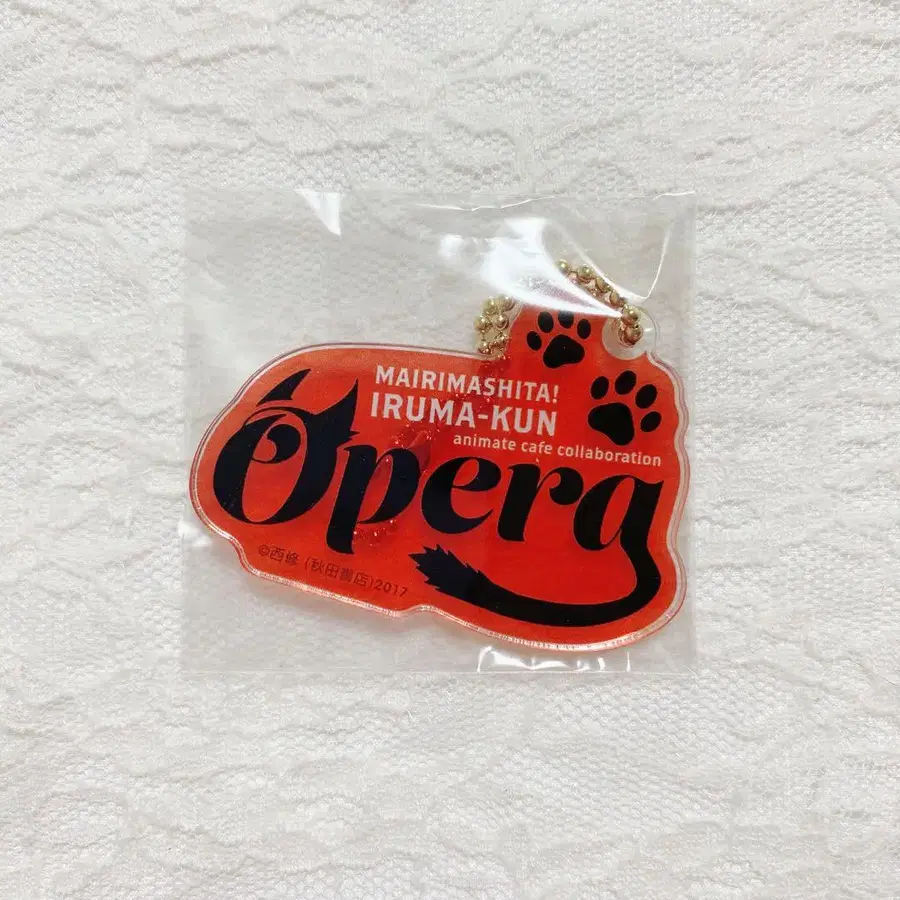 MAIRIMASHITA!
IRUMA-KUN
animate cafe collaboration
Opera
©西修(秋田書店)2017